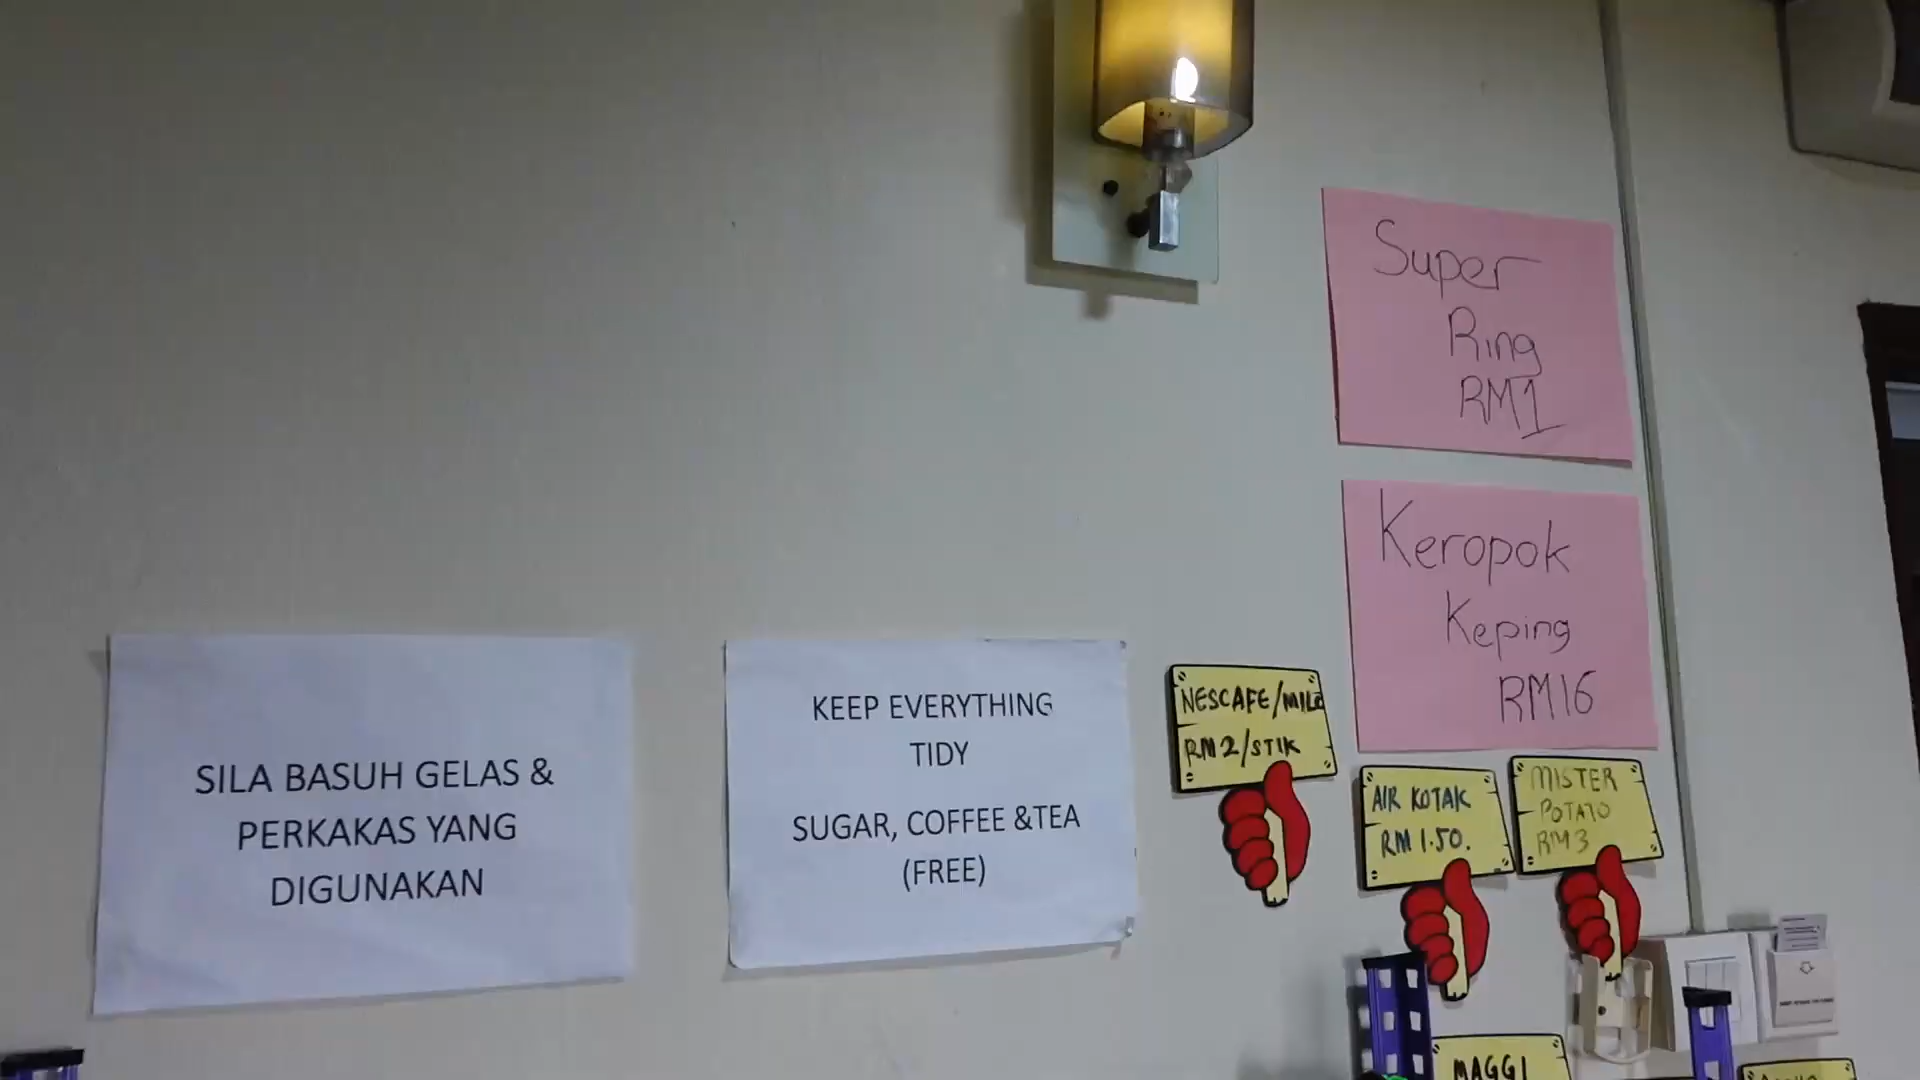 Super
Ring
RM1
Keropok
Keping
RM16
SILA BASUH GELAS &
PERKAKAS YANG
DIGUNAKAN
KEEP EVERYTHING
TIDY
SUGAR, COFFEE &TEA
(FREE)
NESCAFE/MILO
RM2/STIK
AIR KOTAK
RM 1.50.
MISTER
POTATO
RM3
MAGGI